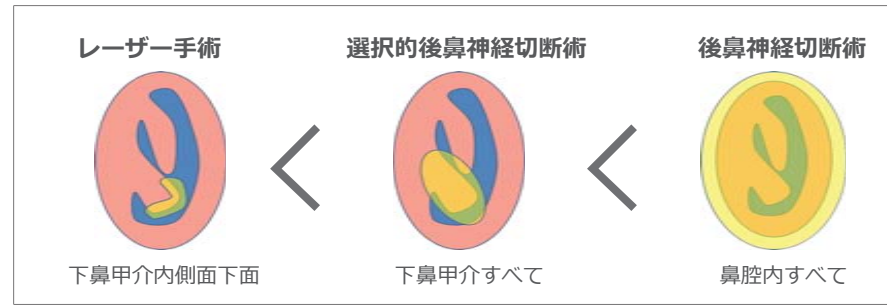 レーザー手術
選択的後鼻神経切断術
後鼻神経切断術
下鼻甲介内側面下面
下鼻甲介すべて
鼻腔内すべて